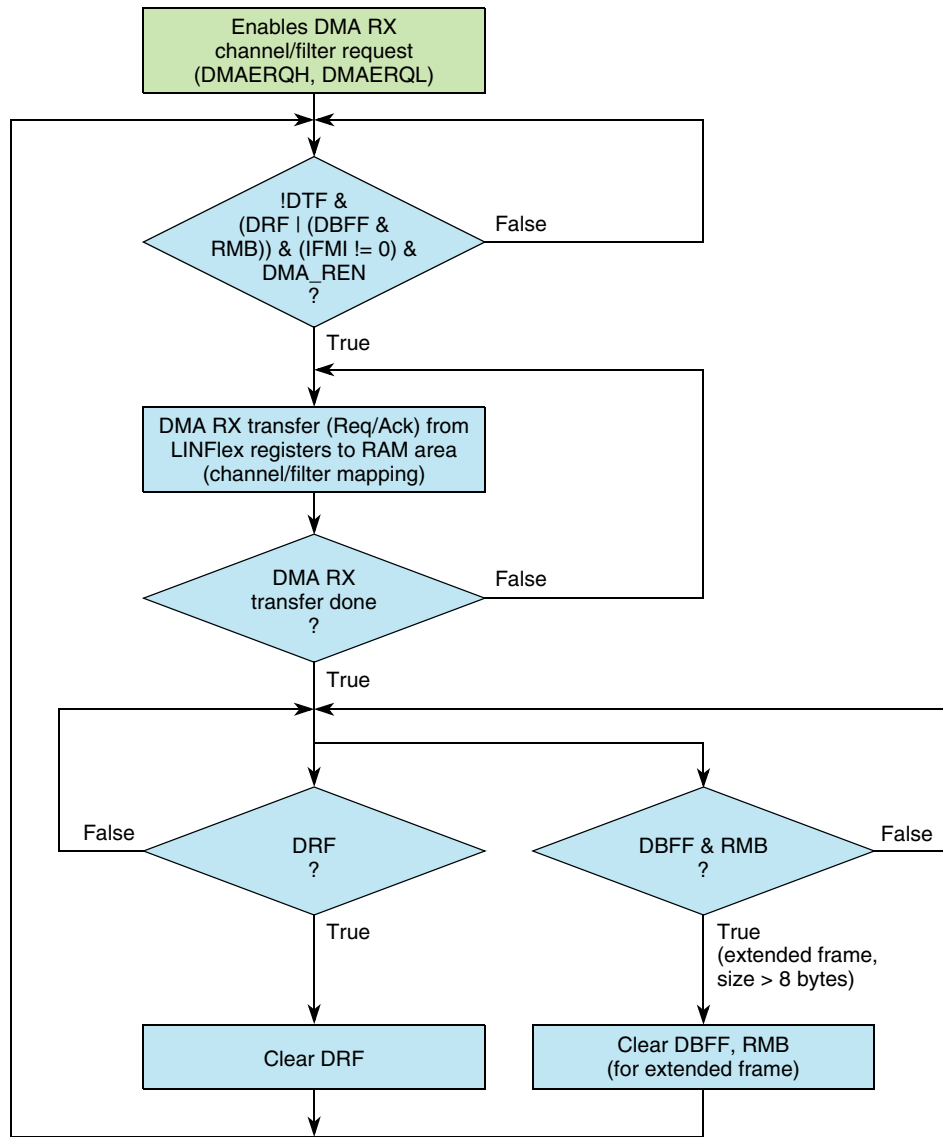 Enables DMA RX
channel/filter request
(DMAERQH, DMAERQL)
!DTF &
(DRF | (DBFF &
RMB)) & (IFMI != 0) &
DMA_REN
?
False
True
DMA RX transfer (Req/Ack) from
LINFlex registers to RAM area
(channel/filter mapping)
DMA RX
transfer done
?
False
True
False
DRF
?
DBFF & RMB
?
False
True
True
(extended frame,
size > 8 bytes)
Clear DRF
Clear DBFF, RMB
(for extended frame)